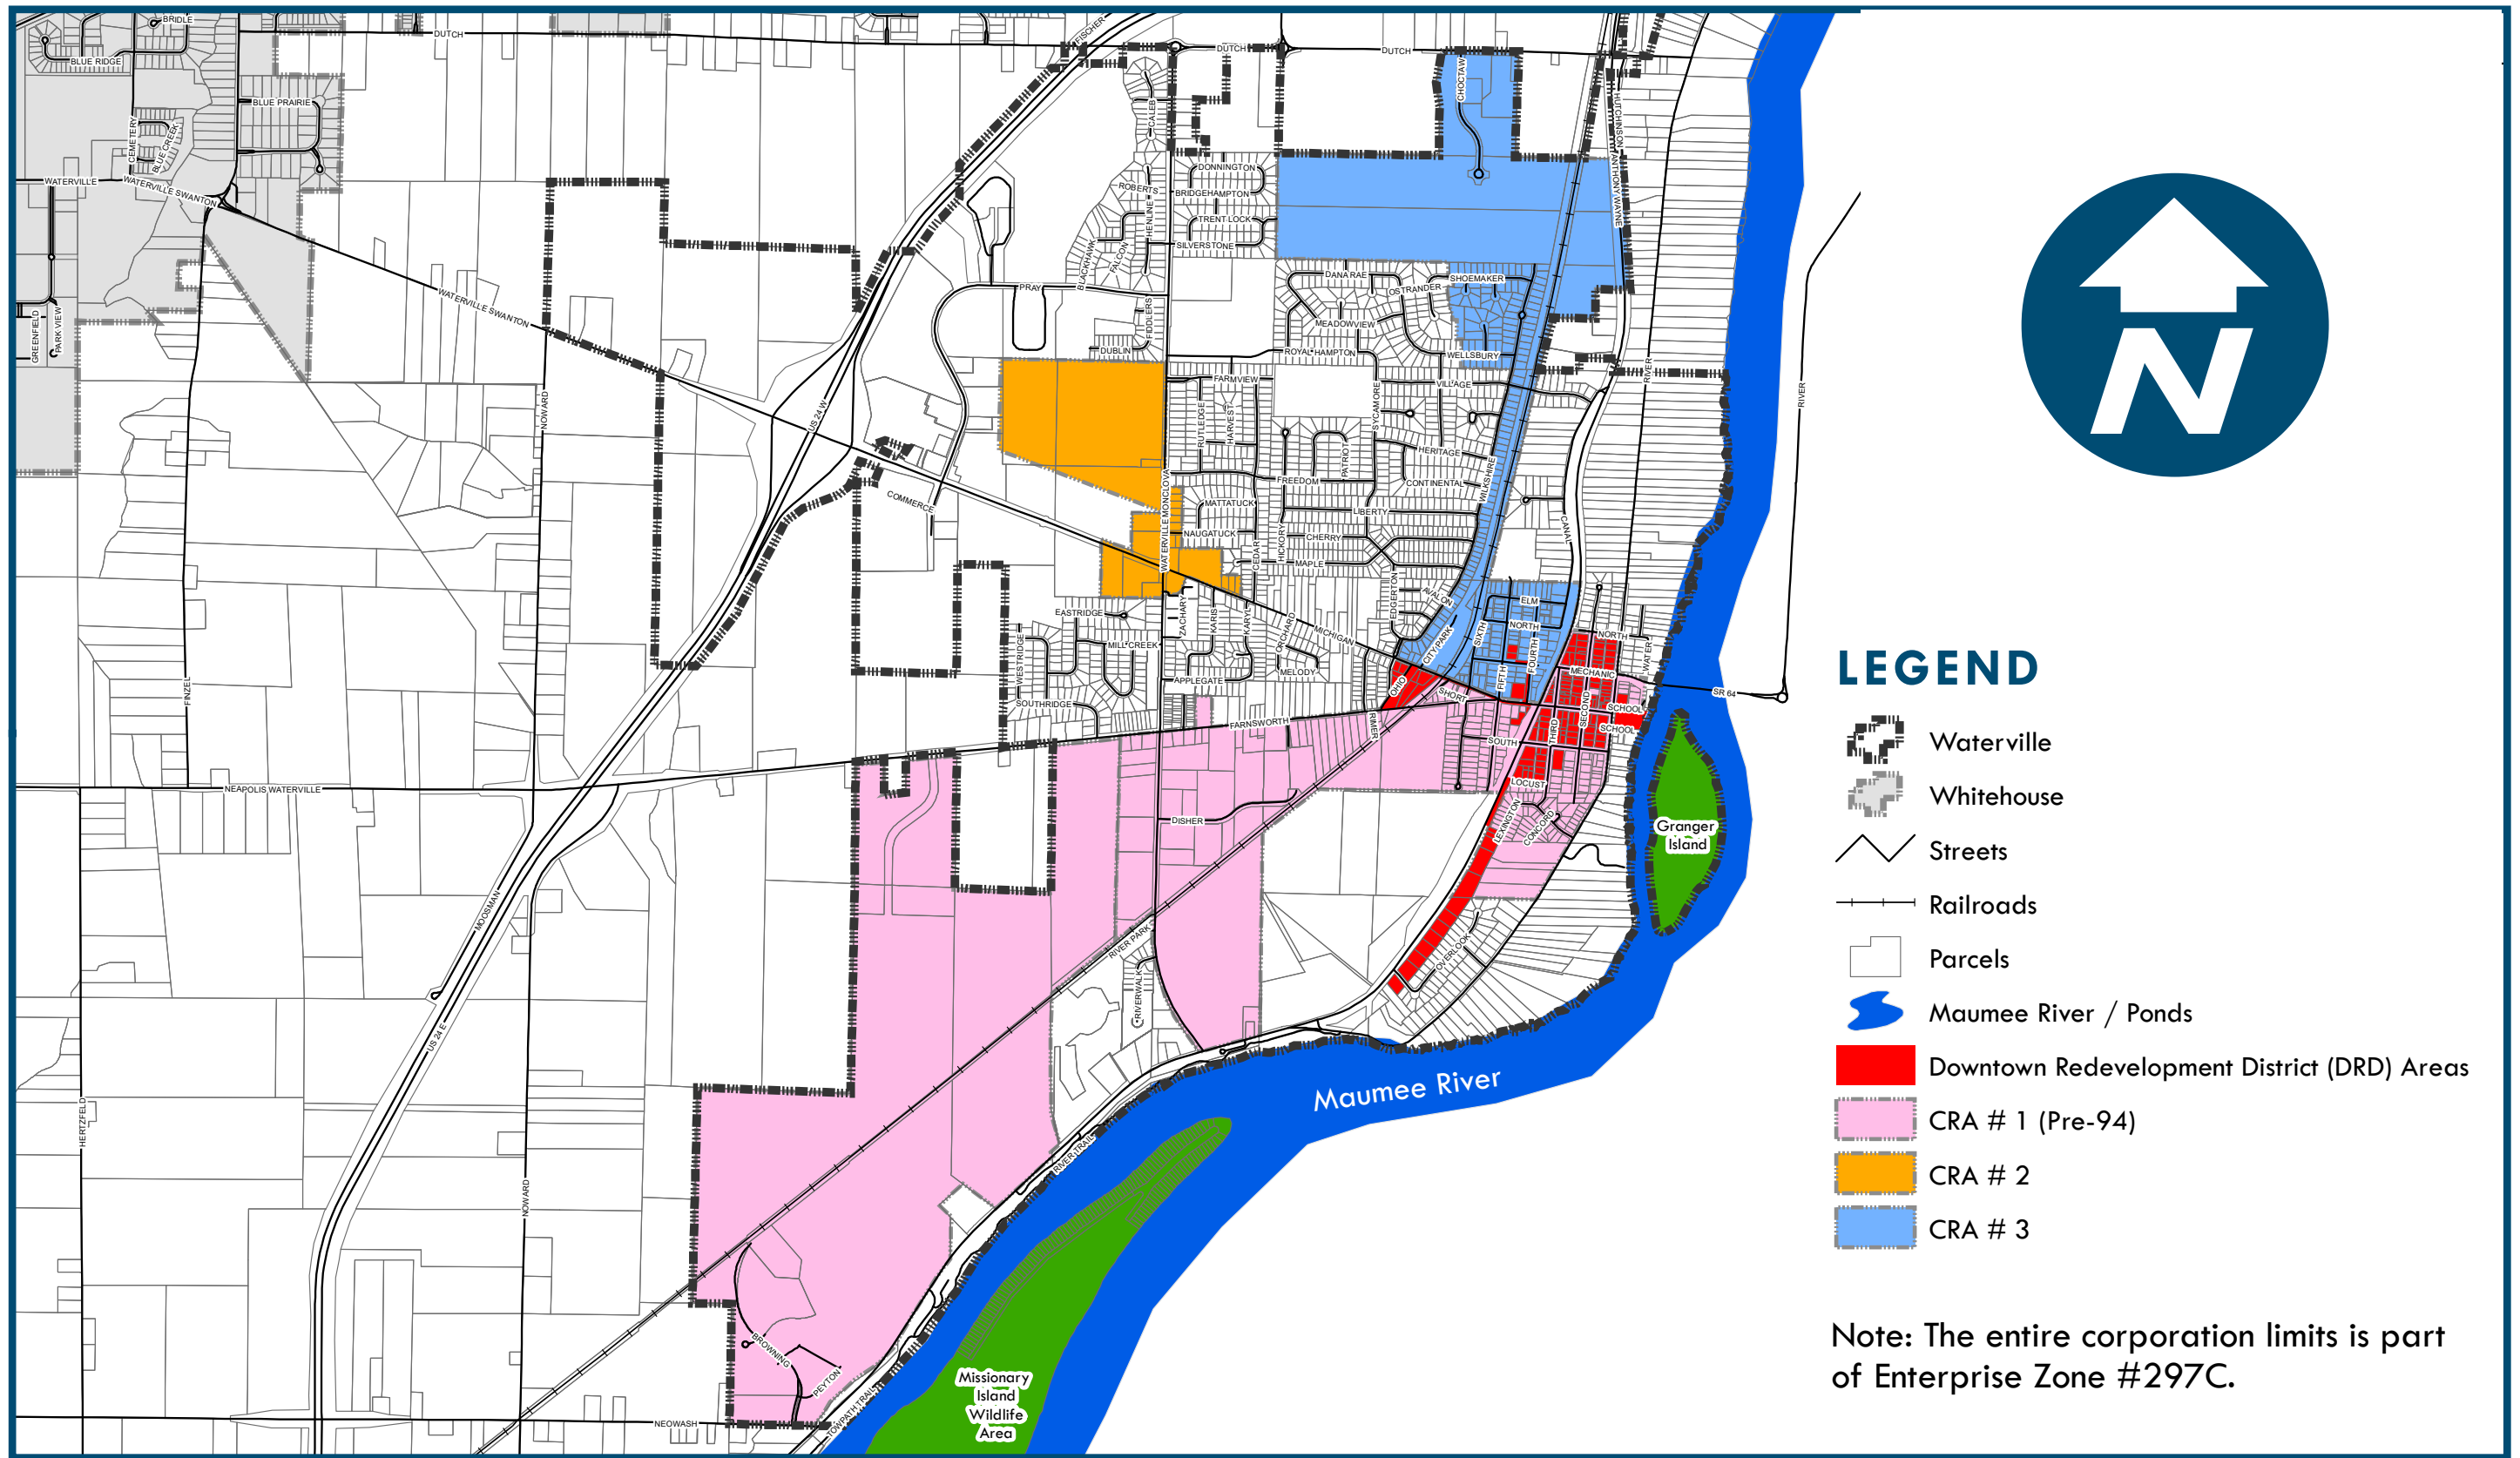 BRIDLE
DUTCH
FISCHER
DUTCH
DUTCH
BLUE RIDGE
CHOCTAW
BLUE PRAIRIE
CALEB
HUTCHINSON
CEMETERY
BLUE CREEK
ANTHONY WAYNE
WATERVILLE
WATERVILLE SWANTON
DONNINGTON
ROBERTS
BRIDGEHAMPTON
HENLINE
TRENT LOCK
SILVERSTONE
BLACKHAWK
FALCON
DANA RAE
SHOEMAKER
OSTRANDER
PRAY
WATERVILLE SWANTON
FIDDLERS
MEADOWVIEW
GREENFIELD
PARK VIEW
DUBLIN
ROYAL HAMPTON
WELLSBURY
RIVER
RIVER
FARMVIEW
VILLAGE
NOWARD
US 24 W
RUTLEDGE
HARVEST
SYCAMORE
PATRIOT
HERITAGE
WILKSHIRE
FREEDOM
CONTINENTAL
COMMERCE
WATERVILLE MONCLOVA
MATTATUCK
LIBERTY
CANAL
NAUGATUCK
CEDAR
HICKORY
CHERRY
MAPLE
EDGERTON
AVALON
ELM
EASTRIDGE
ZACHARY
KARIS
KARYL
ORCHARD
MICHIGAN
CITY PARK
SIXTH
NORTH
NORTH
WESTRIDGE
MILL CREEK
FOURTH
WATER
FINZEL
APPLEGATE
MELODY
OHIO
FIFTH
MECHANIC
SR 64
SHORT
SECOND
SCHOOL
SOUTHRIDGE
FARNSWORTH
RIMER
THIRD
SCHOOL
SOUTH
NEAPOLIS WATERVILLE
LOCUST
DISHER
LEXINGTON
CONCORD
Granger
Island
MOOSMAN
RIVER PARK
OVERLOOK
RIVERWALK
US 24 E
HERTZFELD
Maumee River
RIVER TRAIL
NOWARD
BROWNING
PEYTON
TOWPATH TRAIL
NEOWASH
Missionary
Island
Wildlife
Area
N
LEGEND
Waterville
Whitehouse
Streets
Railroads
Parcels
Maumee River / Ponds
Downtown Redevelopment District (DRD) Areas
CRA # 1 (Pre-94)
CRA # 2
CRA # 3
Note: The entire corporation limits is part
of Enterprise Zone #297C.